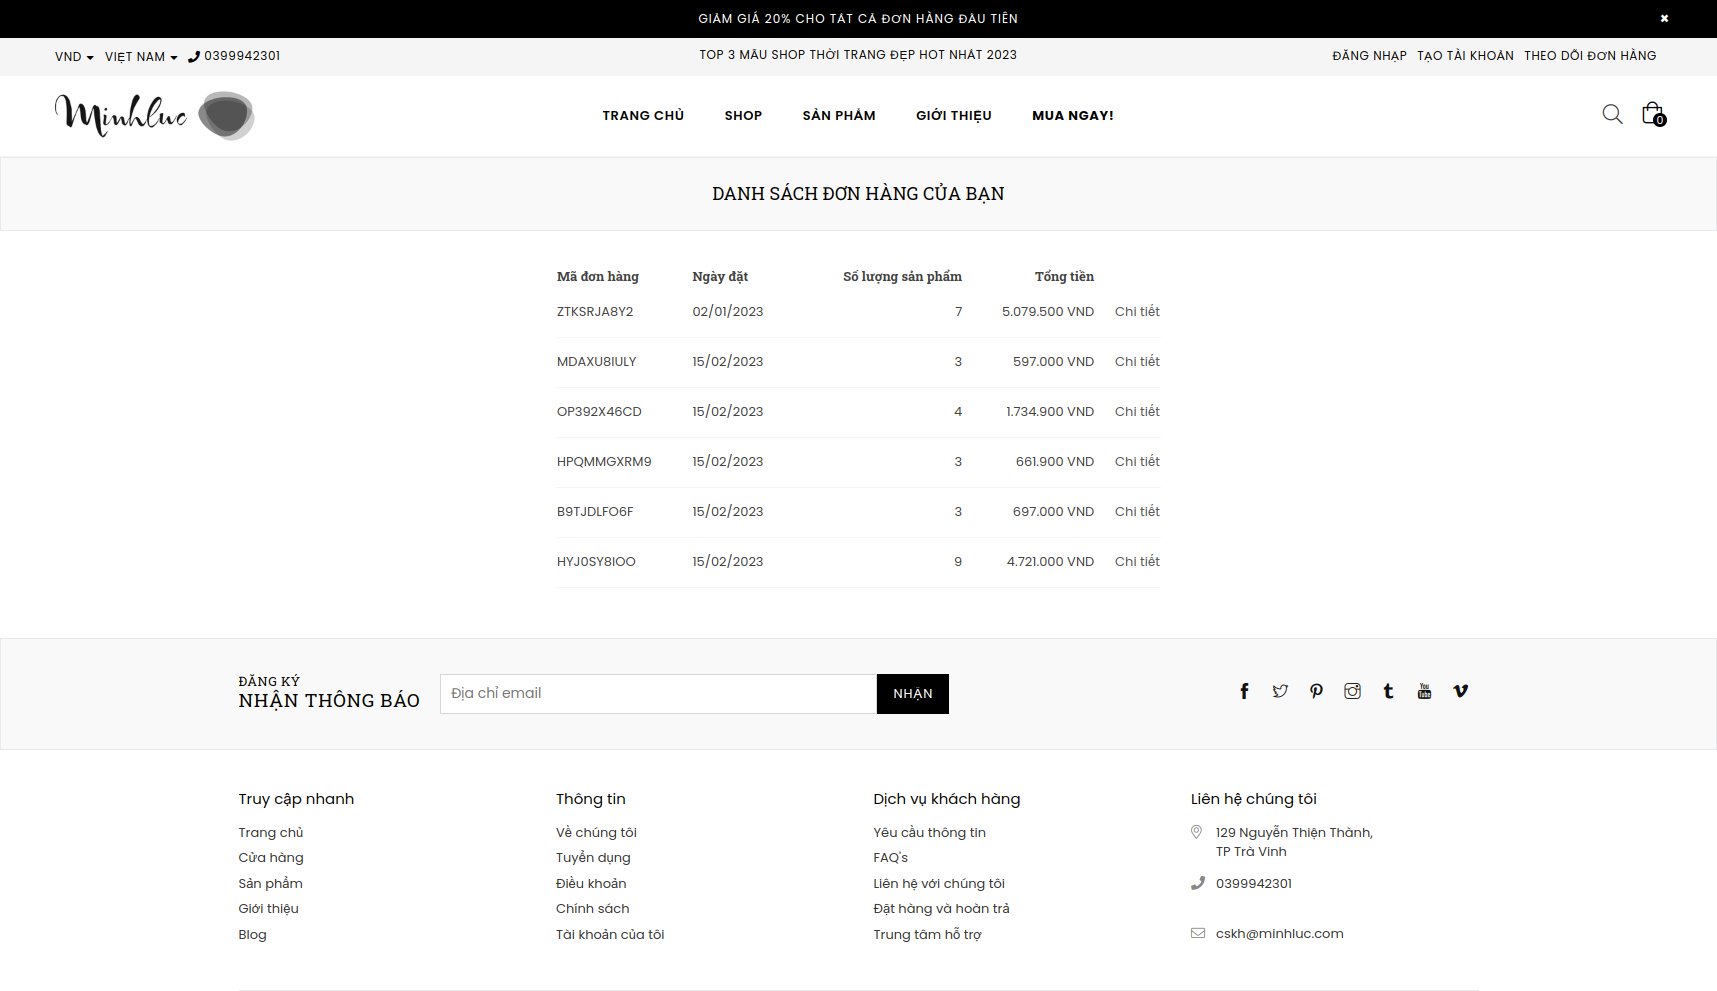 GIẢM GIÁ 20% CHO TẤT CẢ ĐƠN HÀNG ĐẦU TIÊN ✖
VND VIỆT NAM 0399942301 TOP 3 MẪU SHOP THỜI TRANG ĐẸP HOT NHẤT 2023 ĐĂNG NHẬP TẠO TÀI KHOẢN THEO DÕI ĐƠN HÀNG
Minhluc TRANG CHỦ SHOP SẢN PHẨM GIỚI THIỆU MUA NGAY! 0
DANH SÁCH ĐƠN HÀNG CỦA BẠN
Mã đơn hàng Ngày đặt Số lượng sản phẩm Tổng tiền
ZTKSRJA8Y2 02/01/2023 7 5.079.500 VND Chi tiết
MDAXU8IULY 15/02/2023 3 597.000 VND Chi tiết
OP392X46CD 15/02/2023 4 1.734.900 VND Chi tiết
HPQMMGXRM9 15/02/2023 3 661.900 VND Chi tiết
B9TJDLFO6F 15/02/2023 3 697.000 VND Chi tiết
HYJ0SY8IOO 15/02/2023 9 4.721.000 VND Chi tiết
ĐĂNG KÝ
NHẬN THÔNG BÁO Địa chỉ email NHẬN
Truy cập nhanh
Trang chủ
Cửa hàng
Sản phẩm
Giới thiệu
Blog
Thông tin
Về chúng tôi
Tuyển dụng
Điều khoản
Chính sách
Tài khoản của tôi
Dịch vụ khách hàng
Yêu cầu thông tin
FAQ's
Liên hệ với chúng tôi
Đặt hàng và hoàn trả
Trung tâm hỗ trợ
Liên hệ chúng tôi
129 Nguyễn Thiện Thành,
TP Trà Vinh
0399942301
cskh@minhluc.com